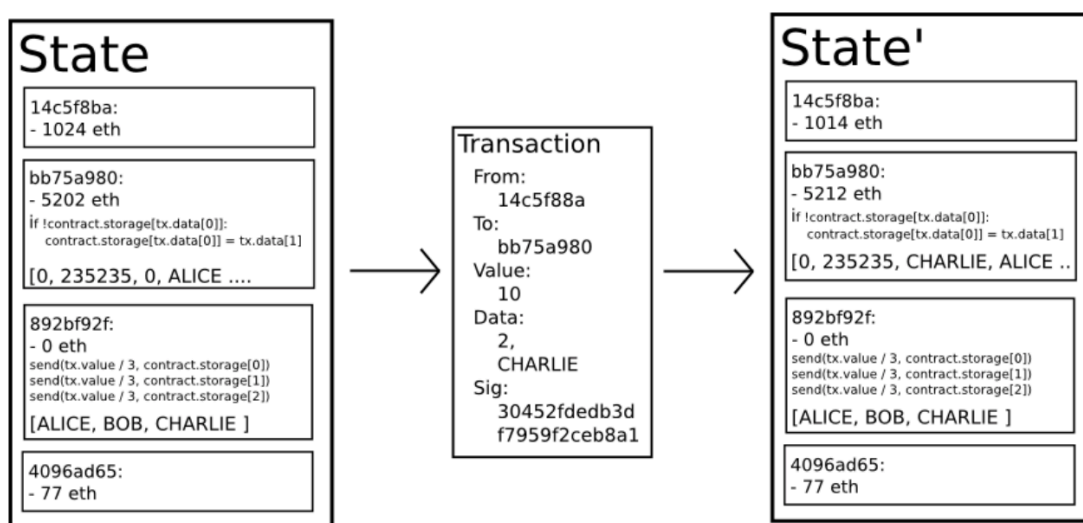 State
14c5f8ba:
- 1024 eth
bb75a980:
- 5202 eth
if !contract.storage[tx.data[0]]:
contract.storage[tx.data[0]] = tx.data[1]
[0, 235235, 0, ALICE ....
892bf92f:
- 0 eth
send(tx.value / 3, contract.storage[0])
send(tx.value / 3, contract.storage[1])
send(tx.value / 3, contract.storage[2])
[ALICE, BOB, CHARLIE ]
4096ad65:
- 77 eth
Transaction
From:
14c5f88a
To:
bb75a980
Value:
10
Data:
2,
CHARLIE
Sig:
30452fdedb3d
f7959f2ceb8a1
State'
14c5f8ba:
- 1014 eth
bb75a980:
- 5212 eth
if !contract.storage[tx.data[0]]:
contract.storage[tx.data[0]] = tx.data[1]
[0, 235235, CHARLIE, ALICE ..
892bf92f:
- 0 eth
send(tx.value / 3, contract.storage[0])
send(tx.value / 3, contract.storage[1])
send(tx.value / 3, contract.storage[2])
[ALICE, BOB, CHARLIE ]
4096ad65:
- 77 eth